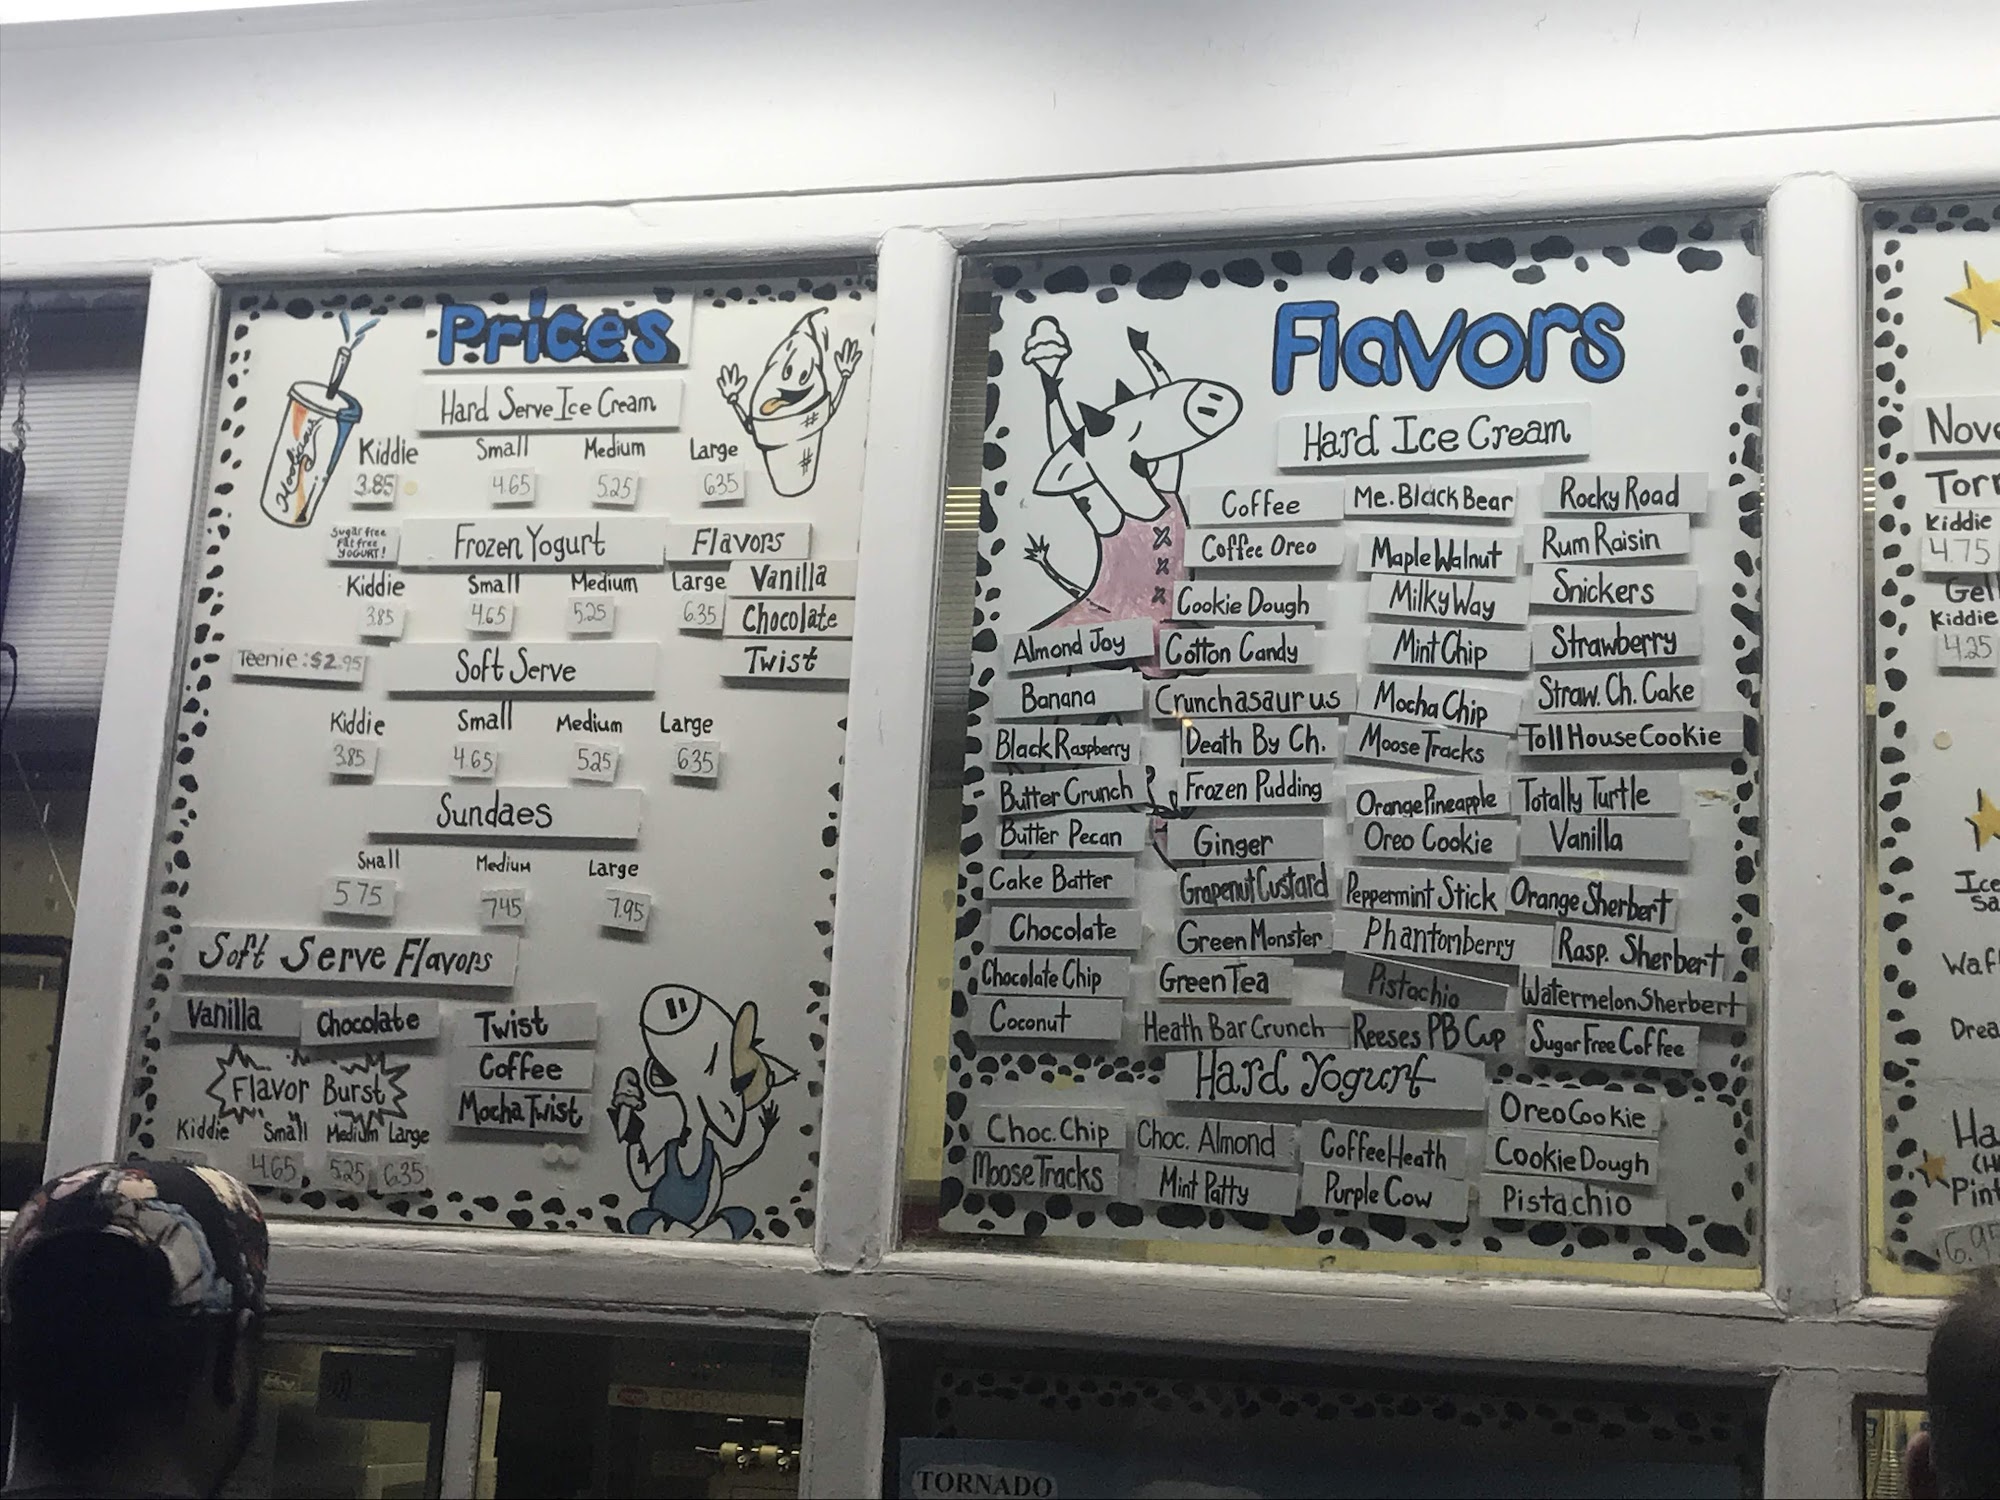 Prices
Hard Serve Ice Cream
Kiddie Small Medium Large
3.85 4.65 5.25 6.35
Sugar free
Fat free
YOGURT!
Frozen Yogurt
Flavors
Kiddie Small Medium Large
3.85 4.65 5.25 6.35
Vanilla
Chocolate
Twist
Teenie: $2.95
Soft Serve
Kiddie Small Medium Large
3.85 4.65 5.25 6.35
Sundaes
Small Medium Large
5.75 7.45 7.95
Soft Serve Flavors
Vanilla Chocolate Twist
Coffee
Mocha Twist
Flavor Burst
Kiddie Small Medium Large
4.65 5.25 6.35
Flavors
Hard Ice Cream
Almond Joy
Banana
Black Raspberry
Butter Crunch
Butter Pecan
Cake Batter
Chocolate
Chocolate Chip
Coconut
Coffee
Coffee Oreo
Cookie Dough
Cotton Candy
Crunchasaurus
Death By Ch.
Frozen Pudding
Ginger
Grapenut Custard
Green Monster
Green Tea
Heath Bar Crunch
Me. Black Bear
Maple Walnut
Milky Way
Mint Chip
Mocha Chip
Moose Tracks
Orange Pineapple
Oreo Cookie
Peppermint Stick
Phantomberry
Pistachio
Reeses PB Cup
Rocky Road
Rum Raisin
Snickers
Strawberry
Straw. Ch. Cake
Toll House Cookie
Totally Turtle
Vanilla
Orange Sherbert
Rasp. Sherbert
Watermelon Sherbert
Sugar Free Coffee
Hard Yogurt
Choc. Chip
Moose Tracks
Choc. Almond
Mint Patty
Coffee Heath
Purple Cow
Oreo Cookie
Cookie Dough
Pistachio
Nove
Torn
Kiddie
4.75
Gel
Kiddie
4.25
Ice
Sa
Waf
Drea
Ha
Pint
TORNADO